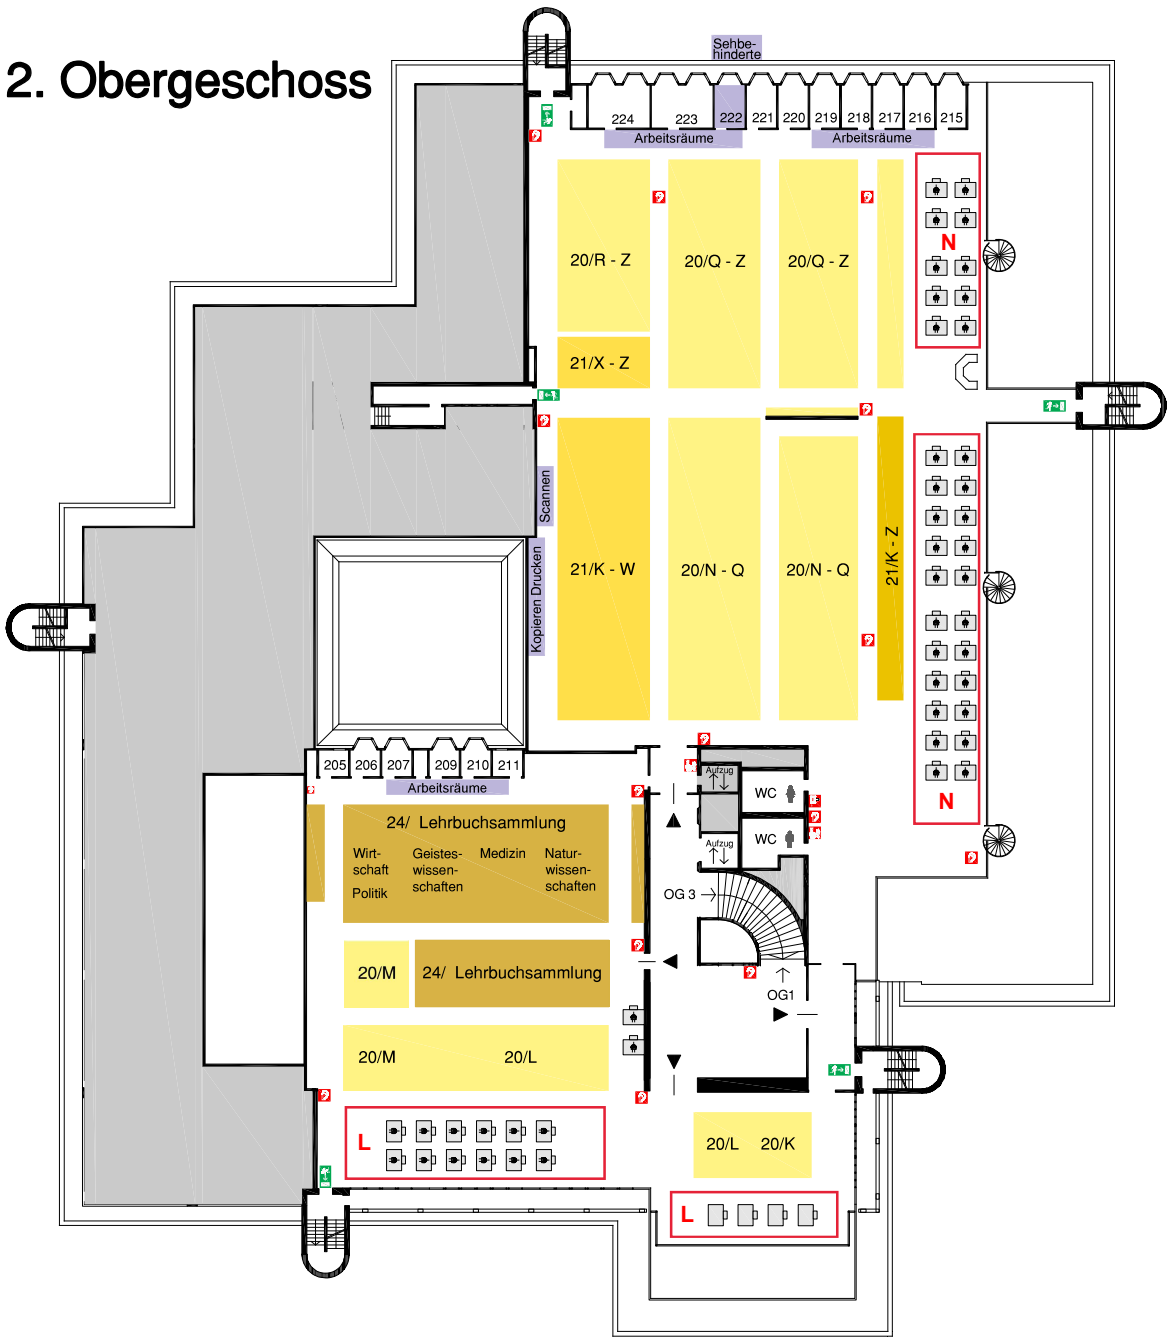 2. Obergeschoss
Sehbe-
hinderte
224
223
222
221
220
219
218
217
216
215
Arbeitsräume
Arbeitsräume
N
20/R - Z
20/Q - Z
20/Q - Z
21/X - Z
Scannen
Kopieren Drucken
21/K - W
20/N - Q
20/N - Q
21/K - Z
N
205
206
207
209
210
211
Arbeitsräume
Aufzug
WC
Aufzug
WC
24/ Lehrbuchsammlung
Wirt-
schaft
Politik
Geistes-
wissen-
schaften
Medizin
Natur-
wissen-
schaften
OG 3
20/M
24/ Lehrbuchsammlung
OG1
20/M
20/L
L
20/L
20/K
L